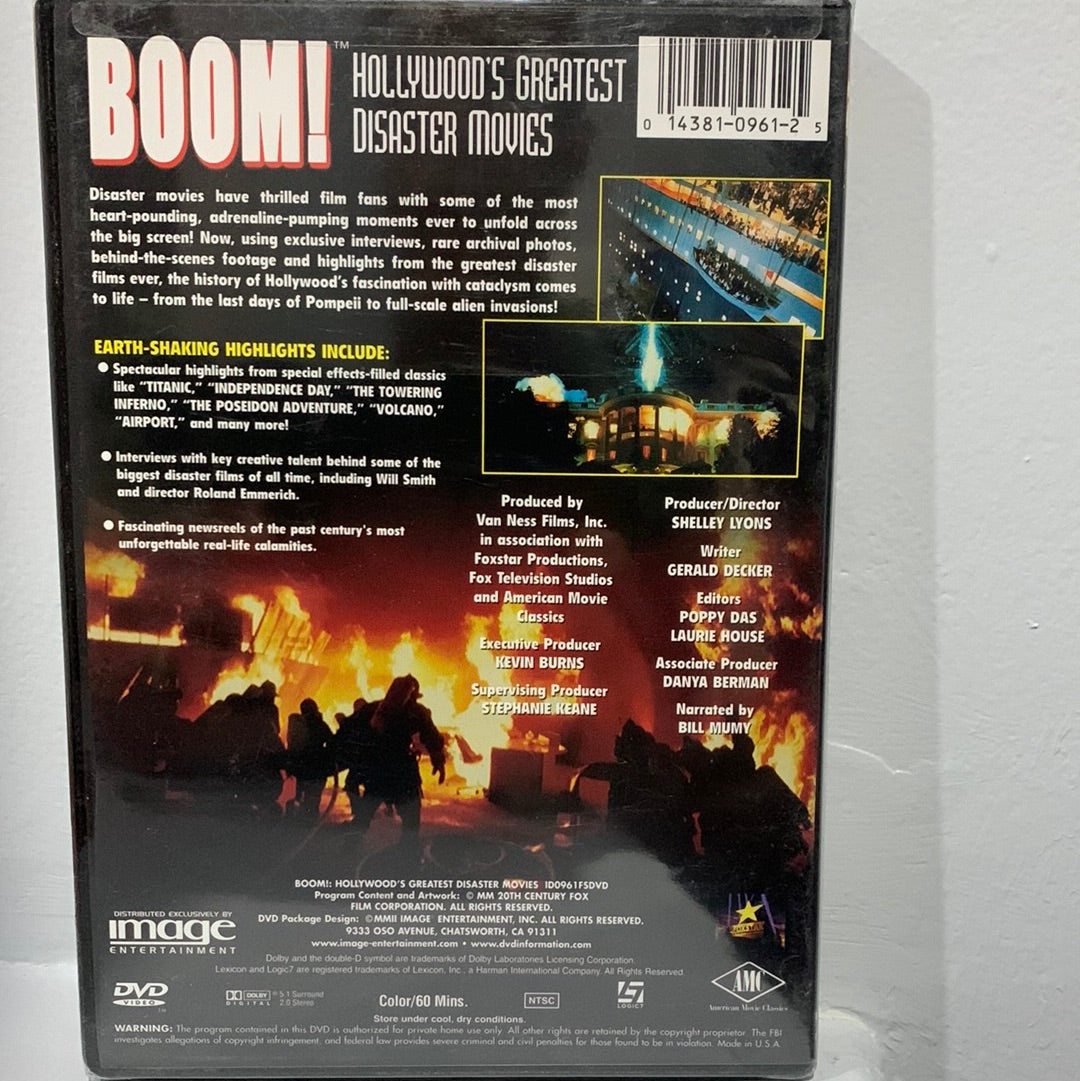 BOOM!™
HOLLYWOOD'S GREATEST
DISASTER MOVIES
0 14381-0961-2 5
Disaster movies have thrilled film fans with some of the most
heart-pounding, adrenaline-pumping moments ever to unfold across
the big screen! Now, using exclusive interviews, rare archival photos,
behind-the-scenes footage and highlights from the greatest disaster
films ever, the history of Hollywood's fascination with cataclysm comes
to life – from the last days of Pompeii to full-scale alien invasions!
EARTH-SHAKING HIGHLIGHTS INCLUDE:
● Spectacular highlights from special effects-filled classics
like "TITANIC," "INDEPENDENCE DAY," "THE TOWERING
INFERNO," "THE POSEIDON ADVENTURE," "VOLCANO,"
"AIRPORT," and many more!
● Interviews with key creative talent behind some of the
biggest disaster films of all time, including Will Smith
and director Roland Emmerich.
● Fascinating newsreels of the past century's most
unforgettable real-life calamities.
Produced by
Van Ness Films, Inc.
in association with
Foxstar Productions,
Fox Television Studios
and American Movie
Classics
Executive Producer
KEVIN BURNS
Supervising Producer
STEPHANIE KEANE
Producer/Director
SHELLEY LYONS
Writer
GERALD DECKER
Editors
POPPY DAS
LAURIE HOUSE
Associate Producer
DANYA BERMAN
Narrated by
BILL MUMY
BOOM!: HOLLYWOOD'S GREATEST DISASTER MOVIES ID0961FSDVD
Program Content and Artwork: © MM 20TH CENTURY FOX
FILM CORPORATION. ALL RIGHTS RESERVED.
DVD Package Design: ©MMII IMAGE ENTERTAINMENT, INC. ALL RIGHTS RESERVED.
9333 OSO AVENUE, CHATSWORTH, CA 91311
www.image-entertainment.com • www.dvdinformation.com
Dolby and the double-D symbol are trademarks of Dolby Laboratories Licensing Corporation.
Lexicon and Logic7 are registered trademarks of Lexicon, Inc., a Harman International Company. All Rights Reserved.
DISTRIBUTED EXCLUSIVELY BY
image
ENTERTAINMENT
FOXSTAR
DVD
VIDEO
DOLBY
DIGITAL
5.1 Surround
2.0 Stereo
Color/60 Mins.
NTSC
LOGIC7
AMC
American Movie Classics
Store under cool, dry conditions.
WARNING: The program contained in this DVD is authorized for private home use only. All other rights are retained by the copyright proprietor. The FBI
investigates allegations of copyright infringement, and federal law provides severe criminal and civil penalties for those found to be in violation. Made in U.S.A.